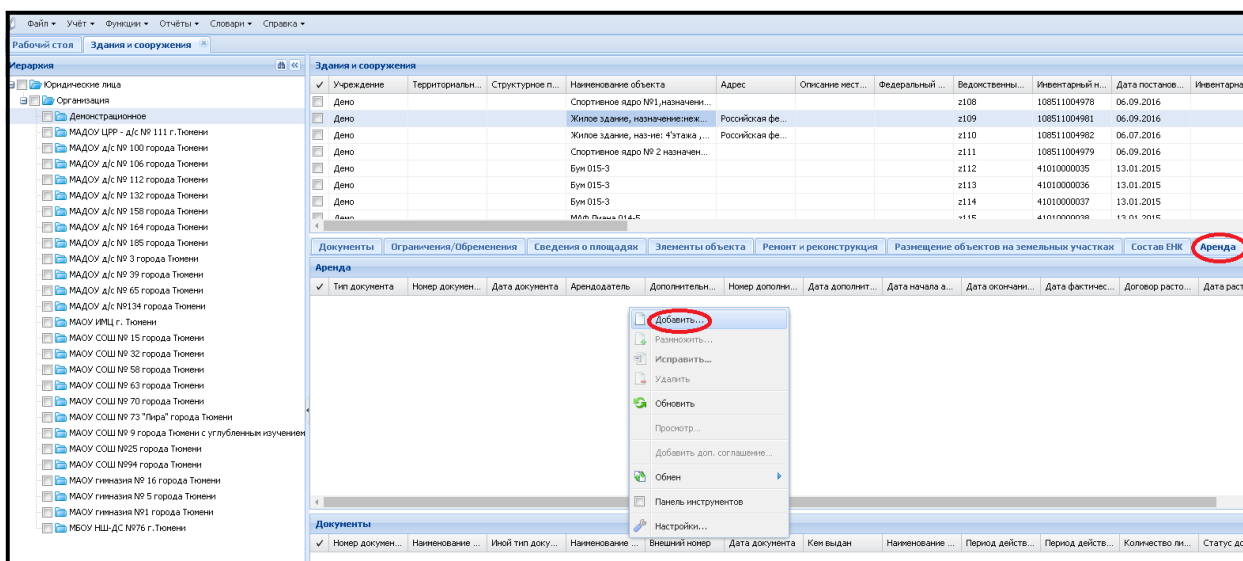 Файл Учёт Функции Отчёты Словари Справка
Рабочий стол Здания и сооружения
Иерархия
Юридические лица
Организация
Демонстрационное
МАДОУ ЦРР - д/с № 111 г.Тюмени
МАДОУ д/с № 100 города Тюмени
МАДОУ д/с № 106 города Тюмени
МАДОУ д/с № 112 города Тюмени
МАДОУ д/с № 132 города Тюмени
МАДОУ д/с № 158 города Тюмени
МАДОУ д/с № 164 города Тюмени
МАДОУ д/с № 185 города Тюмени
МАДОУ д/с № 3 города Тюмени
МАДОУ д/с № 39 города Тюмени
МАДОУ д/с № 65 города Тюмени
МАДОУ д/с №134 города Тюмени
МАОУ ИМЦ г. Тюмени
МАОУ СОШ № 15 города Тюмени
МАОУ СОШ № 32 города Тюмени
МАОУ СОШ № 58 города Тюмени
МАОУ СОШ № 63 города Тюмени
МАОУ СОШ № 70 города Тюмени
МАОУ СОШ № 73 "Лира" города Тюмени
МАОУ СОШ № 9 города Тюмени с углубленным изучением
МАОУ СОШ №25 города Тюмени
МАОУ СОШ №94 города Тюмени
МАОУ гимназия № 16 города Тюмени
МАОУ гимназия № 5 города Тюмени
МАОУ гимназия №1 города Тюмени
МБОУ НШ-ДС №76 г.Тюмени
Здания и сооружения
Учреждение Территориальн... Структурное п... Наименование объекта Адрес Описание мест... Федеральный ... Ведомственны... Инвентарный н... Дата постанов... Инвентарна
Демо Спортивное ядро №1,назначени... z108 108511004978 06.09.2016
Демо Жилое здание, назначение:неж... Российская фе... z109 108511004981 06.09.2016
Демо Жилое здание, наз-ие: 4'этажа ,... Российская фе... z110 108511004982 06.07.2016
Демо Спортивное ядро № 2 назначен... z111 108511004979 06.09.2016
Демо Бум 015-3 z112 41010000035 13.01.2015
Демо Бум 015-3 z113 41010000036 13.01.2015
Демо Бум 015-3 z114 41010000037 13.01.2015
Демо МАФ Лиана 014-5 z115 41010000038 13.01.2015
Документы Ограничения/Обременения Сведения о площадях Элементы объекта Ремонт и реконструкция Размещение объектов на земельных участках Состав ЕНК Аренда
Аренда
Тип документа Номер докумен... Дата документа Арендодатель Дополнительн... Номер дополни... Дата дополнит... Дата начала а... Дата окончани... Дата фактичес... Договор расто... Дата раст
Добавить...
Размножить...
Исправить...
Удалить
Обновить
Просмотр...
Добавить доп. соглашение...
Обмен
Панель инструментов
Настройки...
Документы
Номер докумен... Наименование ... Иной тип доку... Наименование ... Внешний номер Дата документа Кем выдан Наименование ... Период действ... Период действ... Количество ли... Статус до